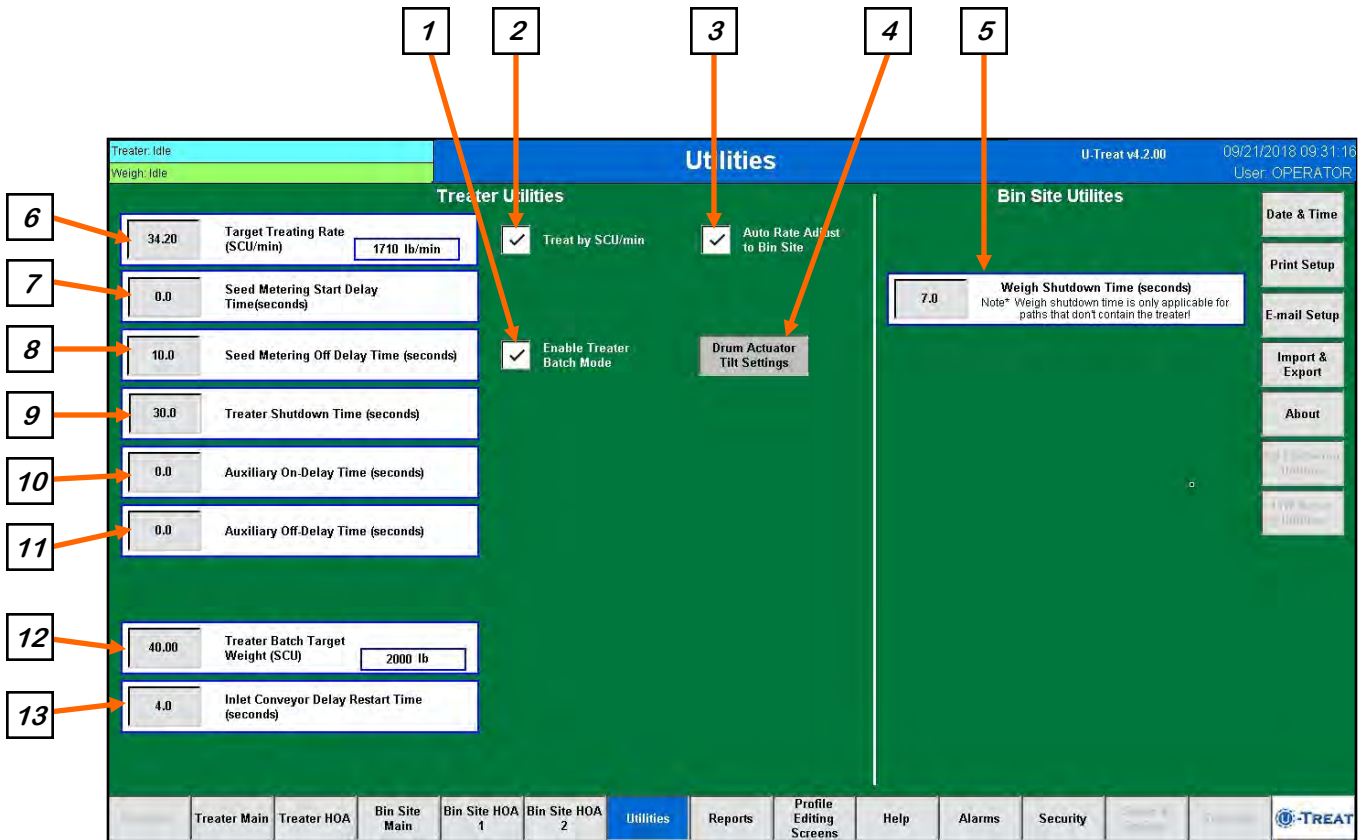 1
2
3
4
5
Treater: Idle
Weigh: Idle
Utilities
U-Treat v4.2.00
09/21/2018 09:31:16
User: OPERATOR
Treater Utilities
Bin Site Utilites
6
34.20
Target Treating Rate
(SCU/min)
1710 lb/min
Treat by SCU/min
Auto Rate Adjust
to Bin Site
Date & Time
Print Setup
7
0.0
Seed Metering Start Delay
Time(seconds)
7.0
Weigh Shutdown Time (seconds)
Note* Weigh shutdown time is only applicable for
paths that don't contain the treater!
E-mail Setup
8
10.0
Seed Metering Off Delay Time (seconds)
Enable Treater
Batch Mode
Drum Actuator
Tilt Settings
Import &
Export
9
30.0
Treater Shutdown Time (seconds)
About
10
0.0
Auxiliary On-Delay Time (seconds)
11
0.0
Auxiliary Off-Delay Time (seconds)
12
40.00
Treater Batch Target
Weight (SCU)
2000 lb
13
4.0
Inlet Conveyor Delay Restart Time
(seconds)
Treater Main
Treater HOA
Bin Site
Main
Bin Site HOA
1
Bin Site HOA
2
Utilities
Reports
Profile
Editing
Screens
Help
Alarms
Security
U-TREAT